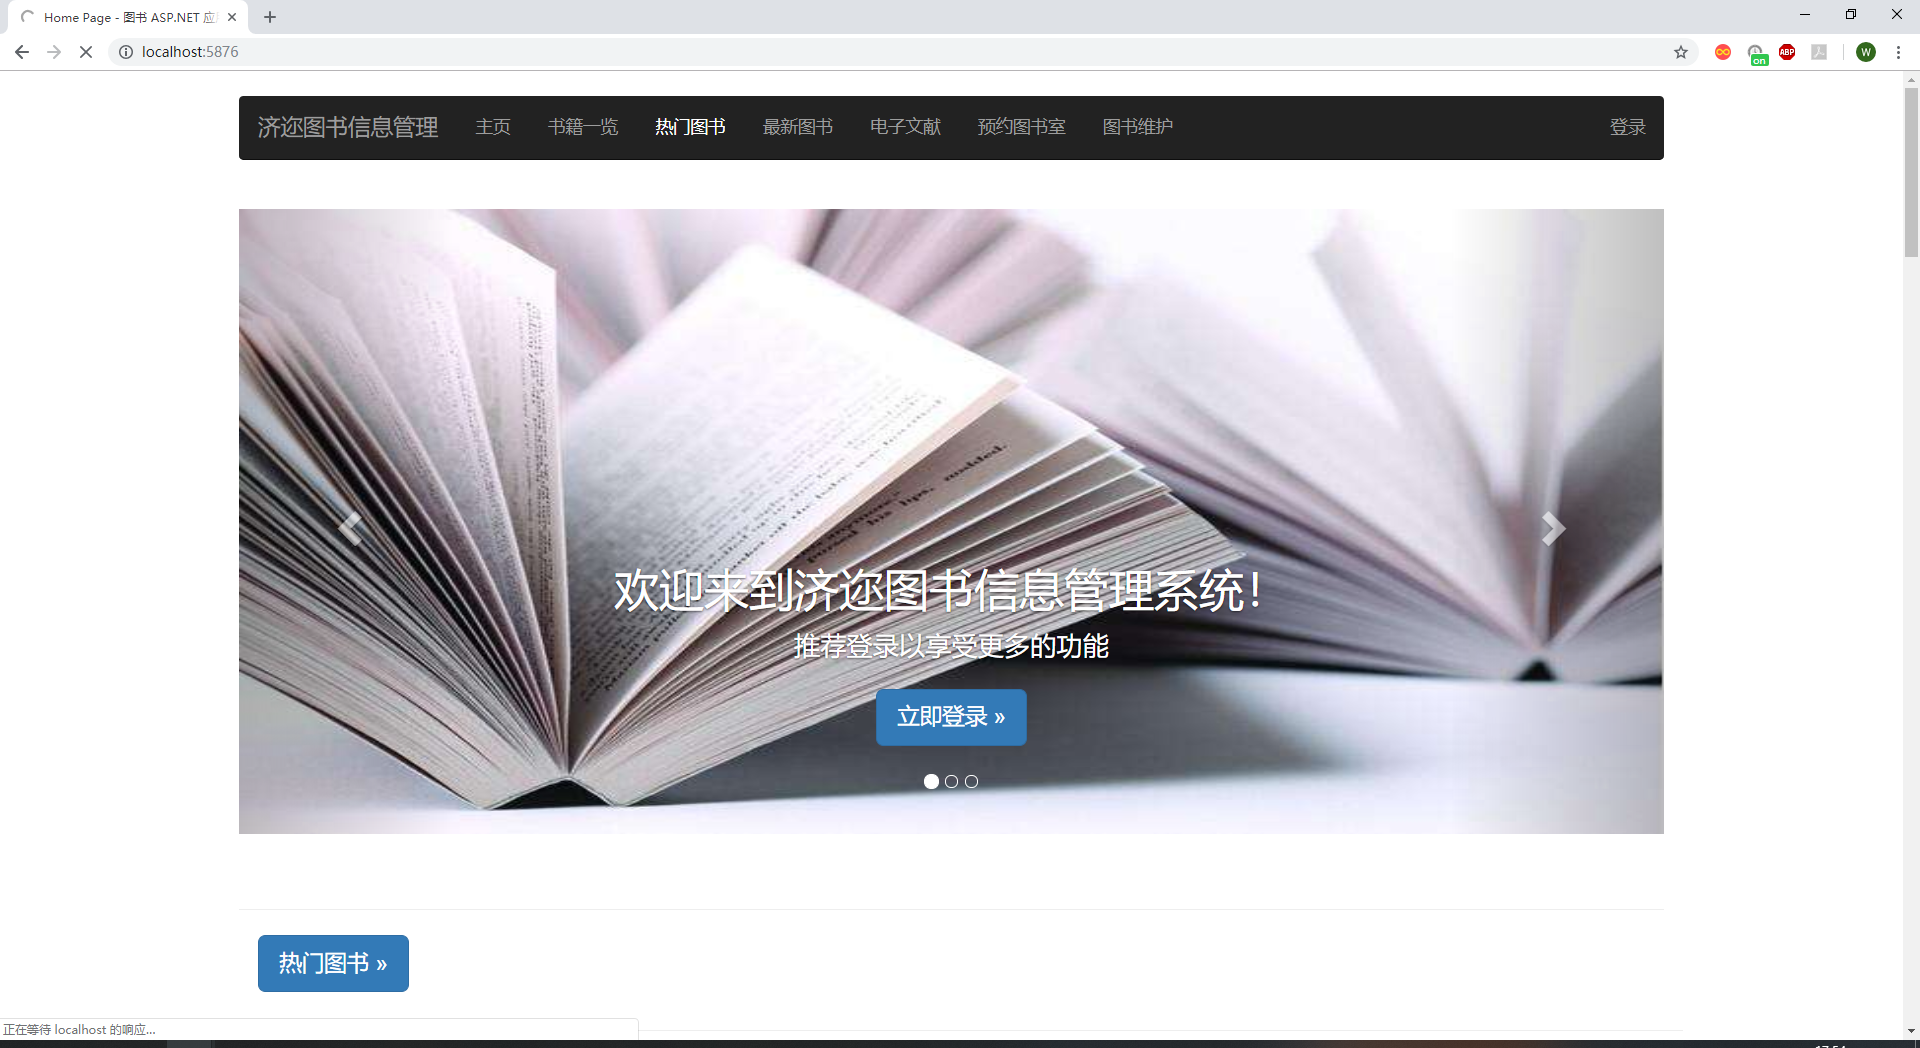 Home Page - 图书 ASP.NET 应
localhost:5876
ABP
on
W
济迩图书信息管理 主页 书籍一览 热门图书 最新图书 电子文献 预约图书室 图书维护 登录
欢迎来到济迩图书信息管理系统！
推荐登录以享受更多的功能
立即登录 »
热门图书 »
正在等待 localhost 的响应...